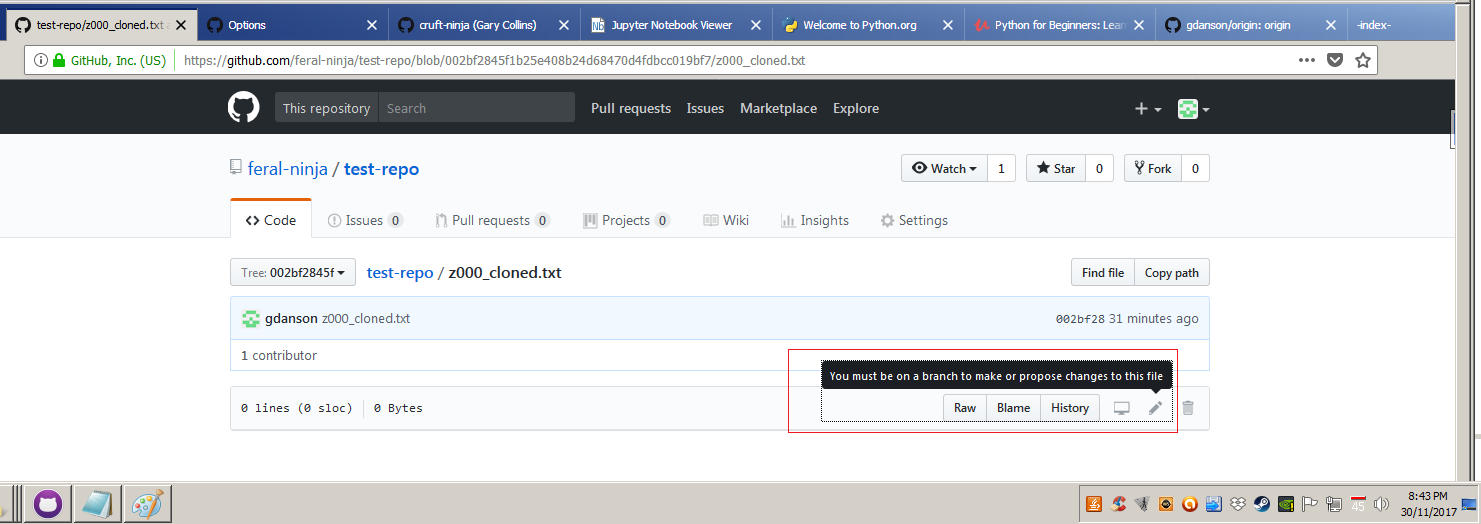 test-repo/z000_cloned.txt Options cruft-ninja (Gary Collins) Jupyter Notebook Viewer Welcome to Python.org Python for Beginners: Lear gdanson/origin: origin -index-
GitHub, Inc. (US) https://github.com/feral-ninja/test-repo/blob/002bf2845f1b25e408b24d68470d4fdbcc019bf7/z000_cloned.txt
This repository Search Pull requests Issues Marketplace Explore
feral-ninja / test-repo Watch 1 Star 0 Fork 0
Code Issues 0 Pull requests 0 Projects 0 Wiki Insights Settings
Tree: 002bf2845f test-repo / z000_cloned.txt Find file Copy path
gdanson z000_cloned.txt 002bf28 31 minutes ago
1 contributor
You must be on a branch to make or propose changes to this file
0 lines (0 sloc) 0 Bytes Raw Blame History
45 8:43 PM
30/11/2017